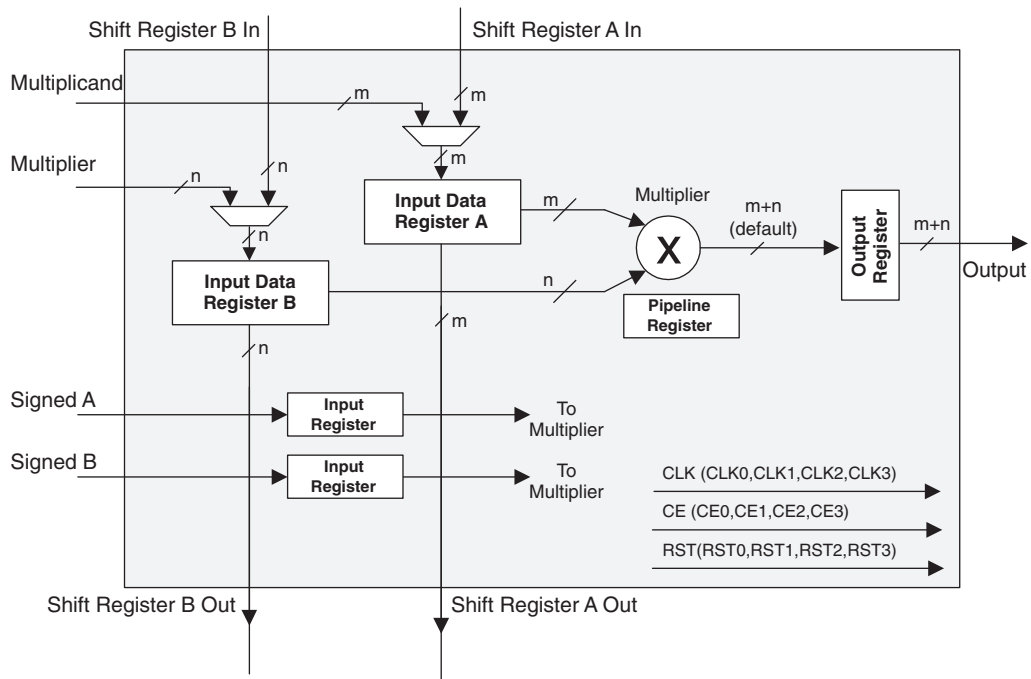 Shift Register B In
Shift Register A In
Multiplicand
m
m
Multiplier
n
n
m
Input Data
Register A
m
Multiplier
X
m+n
(default)
Output
Register
m+n
Output
n
Input Data
Register B
n
Pipeline
Register
m
n
Signed A
Input
Register
To
Multiplier
Signed B
Input
Register
To
Multiplier
CLK (CLK0,CLK1,CLK2,CLK3)
CE (CE0,CE1,CE2,CE3)
RST(RST0,RST1,RST2,RST3)
Shift Register B Out
Shift Register A Out